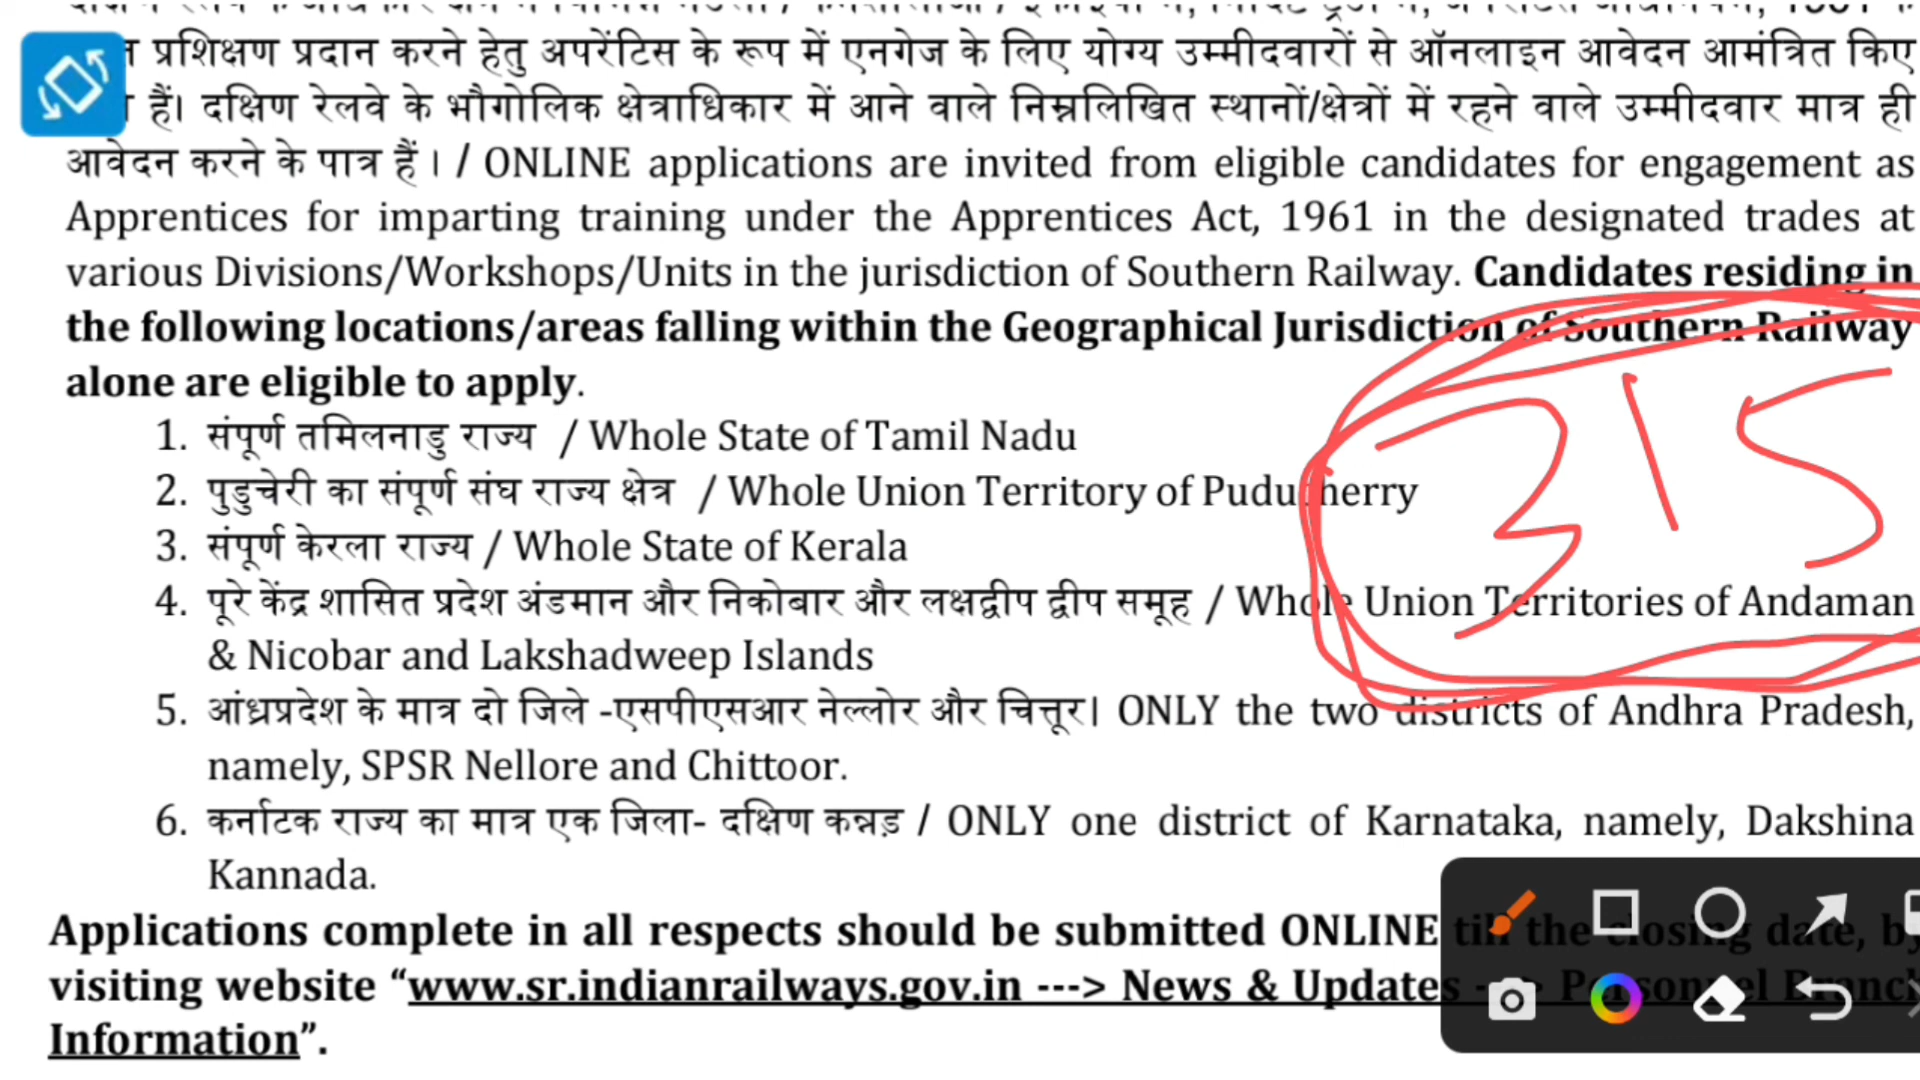 प्रशिक्षण प्रदान करने हेतु अपरेंटिस के रूप में एनगेज के लिए योग्य उम्मीदवारों से ऑनलाइन आवेदन आमंत्रित किए
हैं। दक्षिण रेलवे के भौगोलिक क्षेत्राधिकार में आने वाले निम्नलिखित स्थानों/क्षेत्रों में रहने वाले उम्मीदवार मात्र ही
आवेदन करने के पात्र हैं । / ONLINE applications are invited from eligible candidates for engagement as
Apprentices for imparting training under the Apprentices Act, 1961 in the designated trades at
various Divisions/Workshops/Units in the jurisdiction of Southern Railway. Candidates residing in
the following locations/areas falling within the Geographical Jurisdiction of Southern Railway
alone are eligible to apply.
315
1. संपूर्ण तमिलनाडु राज्य / Whole State of Tamil Nadu
2. पुडुचेरी का संपूर्ण संघ राज्य क्षेत्र / Whole Union Territory of Puducherry
3. संपूर्ण केरला राज्य / Whole State of Kerala
4. पूरे केंद्र शासित प्रदेश अंडमान और निकोबार और लक्षद्वीप द्वीप समूह / Whole Union Territories of Andaman
& Nicobar and Lakshadweep Islands
5. आंध्रप्रदेश के मात्र दो जिले -एसपीएसआर नेल्लोर और चित्तूर। ONLY the two districts of Andhra Pradesh,
namely, SPSR Nellore and Chittoor.
6. कर्नाटक राज्य का मात्र एक जिला- दक्षिण कन्नड़ / ONLY one district of Karnataka, namely, Dakshina
Kannada.
Applications complete in all respects should be submitted ONLINE till the closing date, by
visiting website “www.sr.indianrailways.gov.in ---> News & Updates ---> Personnel Branch
Information”.